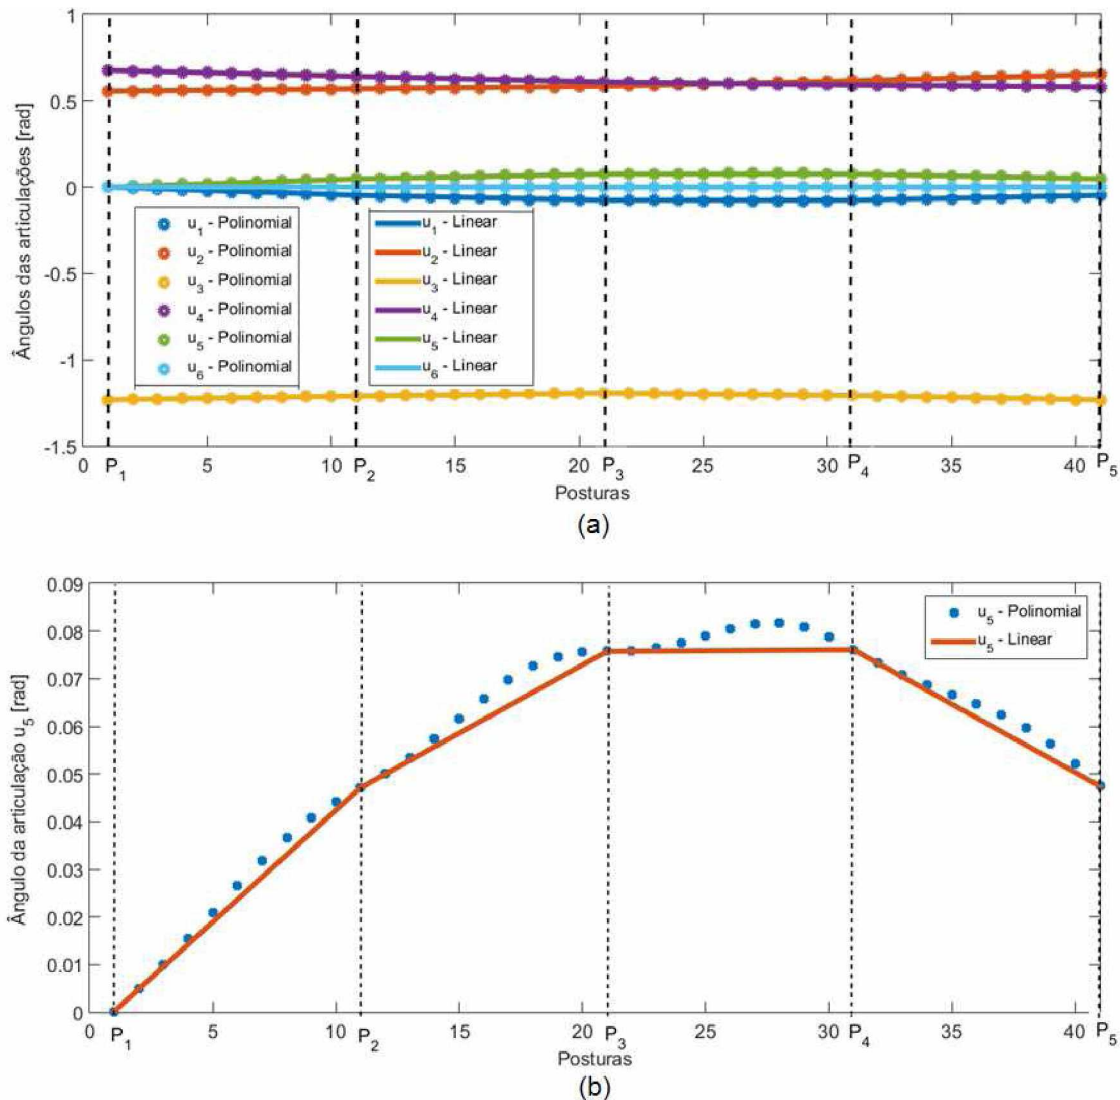 1
0.5
0
-0.5
-1
-1.5
Ângulos das articulações [rad]
u1 - Polinomial
u2 - Polinomial
u3 - Polinomial
u4 - Polinomial
u5 - Polinomial
u6 - Polinomial
u1 - Linear
u2 - Linear
u3 - Linear
u4 - Linear
u5 - Linear
u6 - Linear
0 P1 5 10 P2 15 20 P3 25 30 P4 35 40 P5
Posturas
(a)
0.09
0.08
0.07
0.06
0.05
0.04
0.03
0.02
0.01
0
Ângulo da articulação u5 [rad]
u5 - Polinomial
u5 - Linear
0 P1 5 10 P2 15 20 P3 25 30 P4 35 40 P5
Posturas
(b)